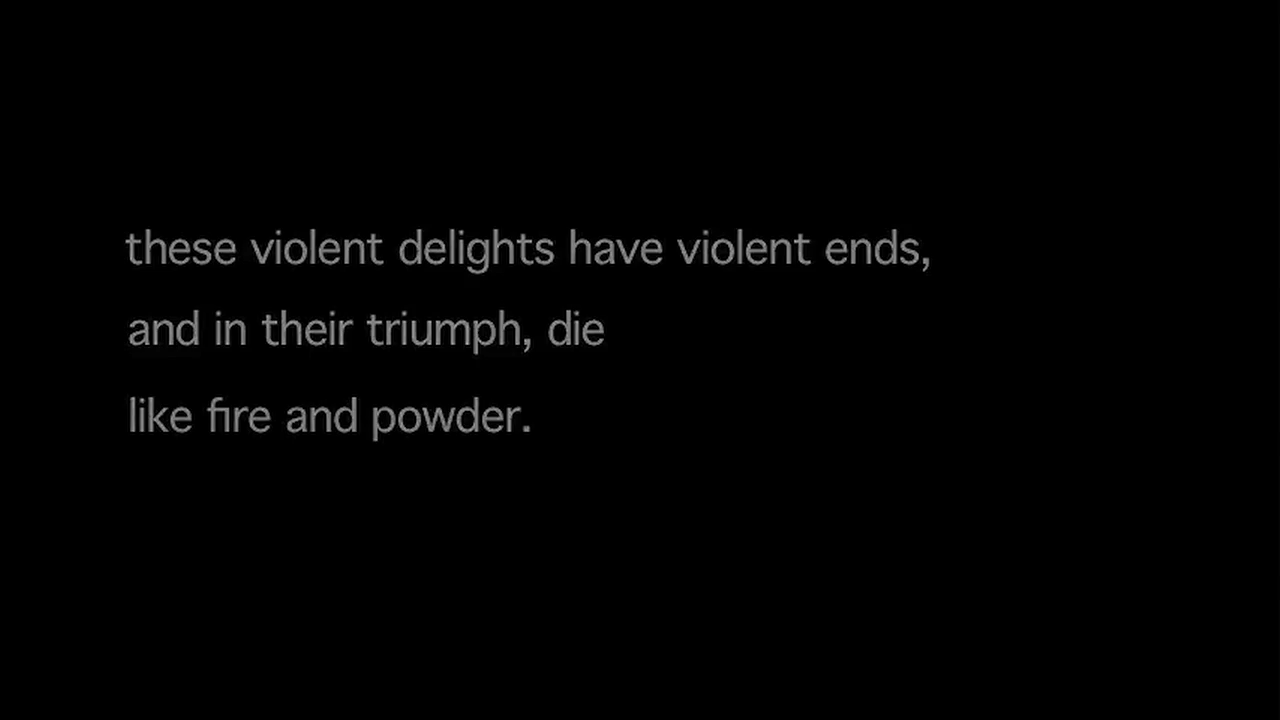 these violent delights have violent ends,
and in their triumph, die
like fire and powder.